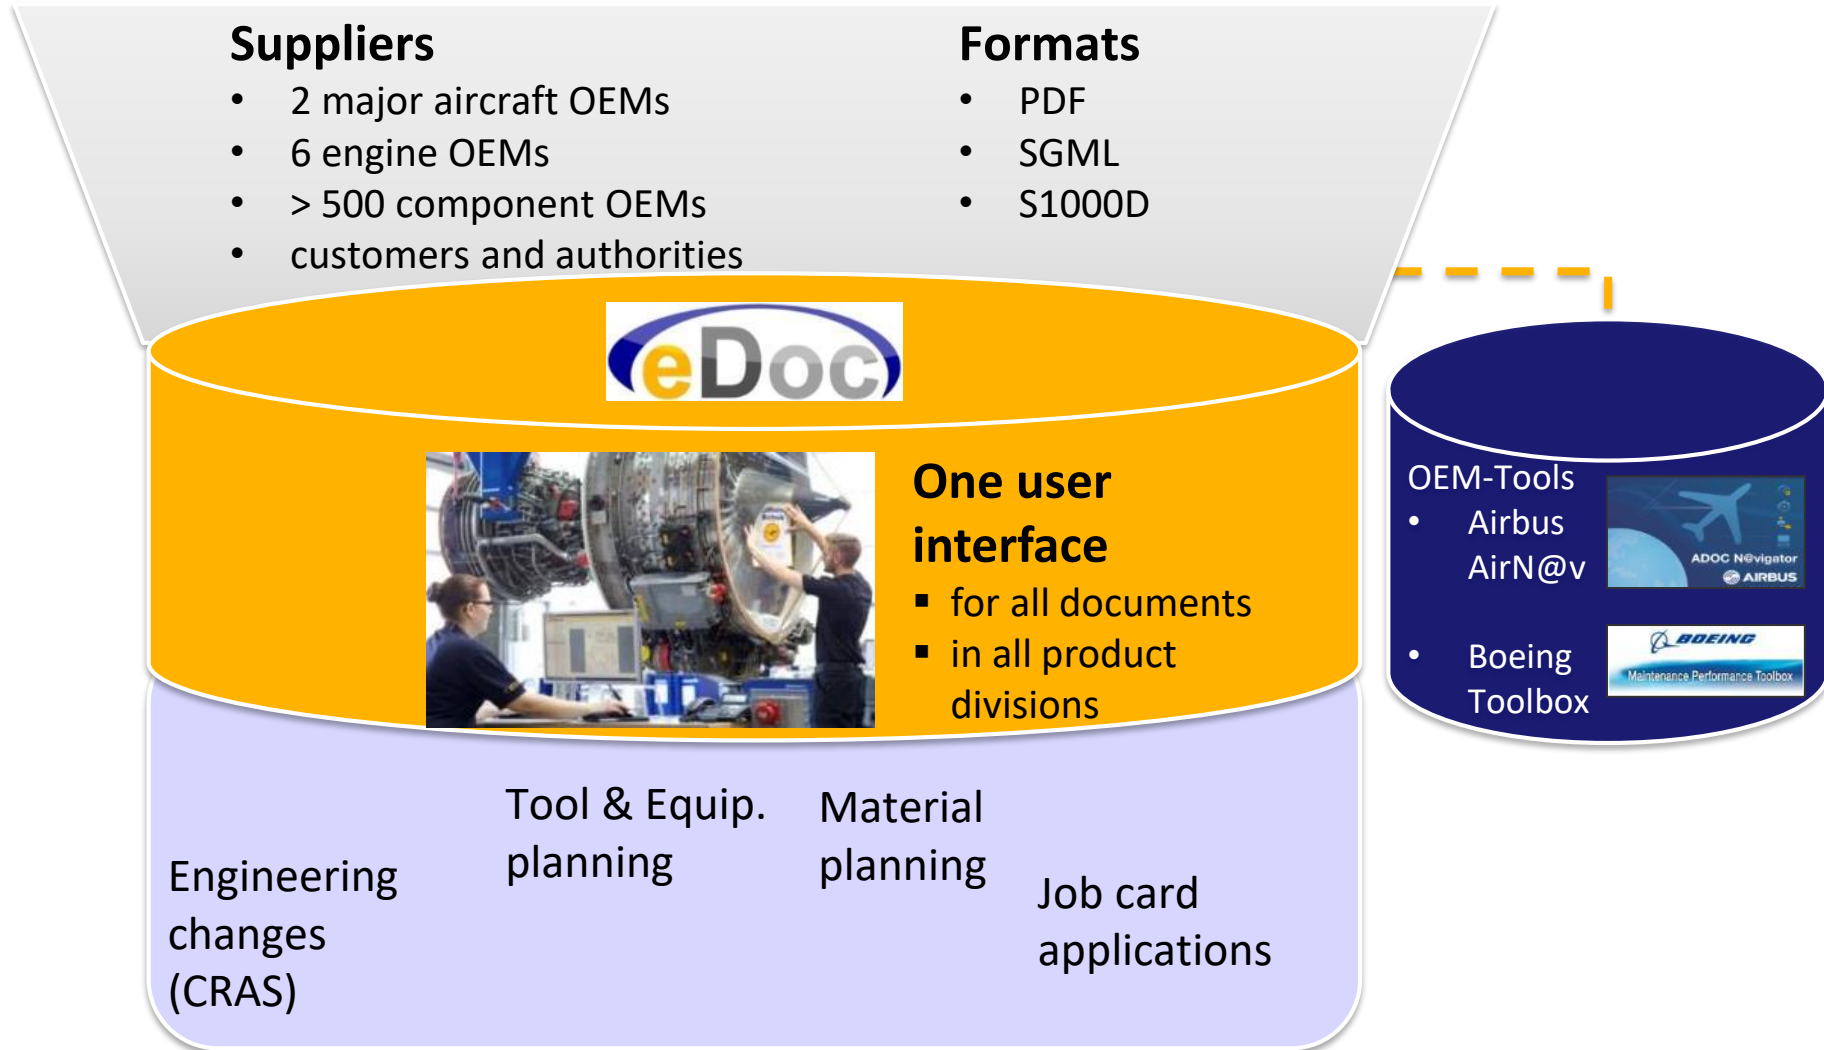 Suppliers
• 2 major aircraft OEMs
• 6 engine OEMs
• > 500 component OEMs
• customers and authorities
Formats
• PDF
• SGML
• S1000D
eDoc
One user
interface
▪ for all documents
▪ in all product
divisions
OEM-Tools
• Airbus
AirN@v
ADOC N@vigator
AIRBUS
• Boeing
Toolbox
BOEING
Maintenance Performance Toolbox
Engineering
changes
(CRAS)
Tool & Equip.
planning
Material
planning
Job card
applications